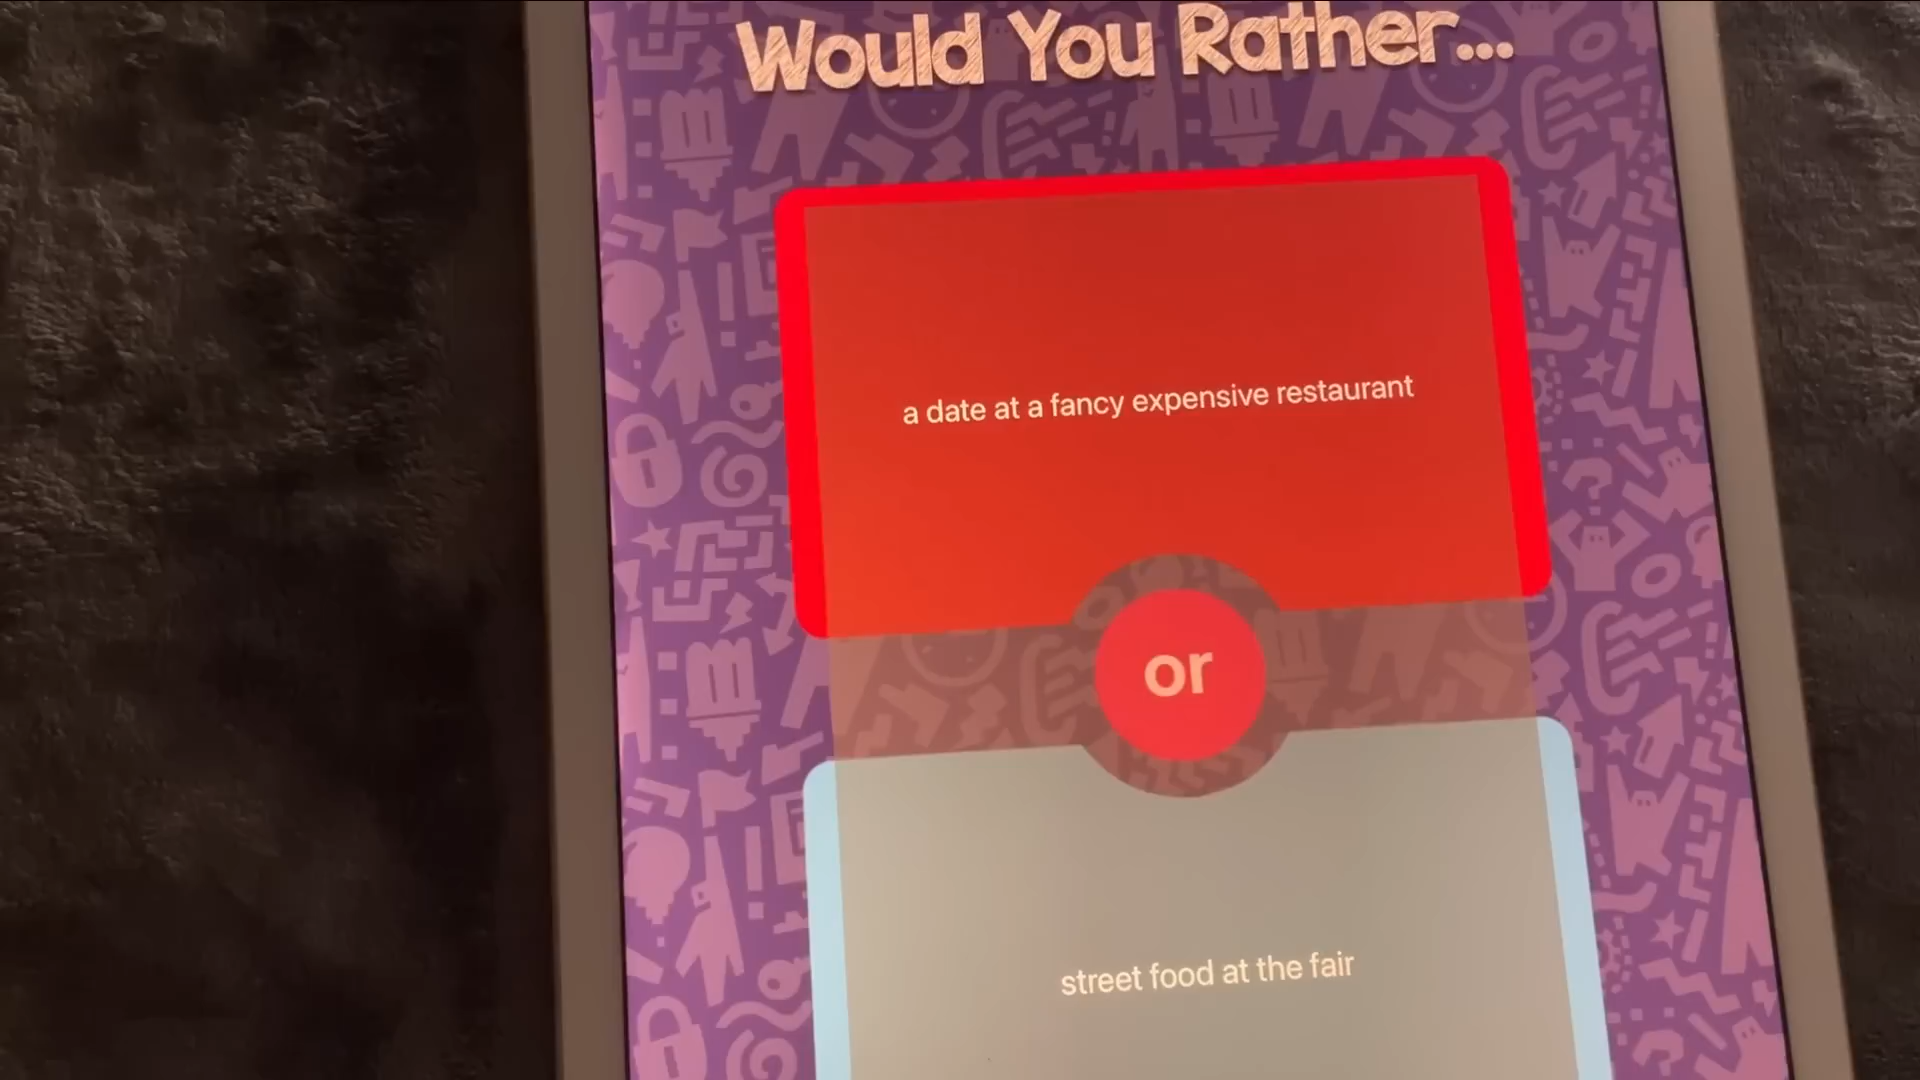 Would You Rather...
a date at a fancy expensive restaurant
or
street food at the fair